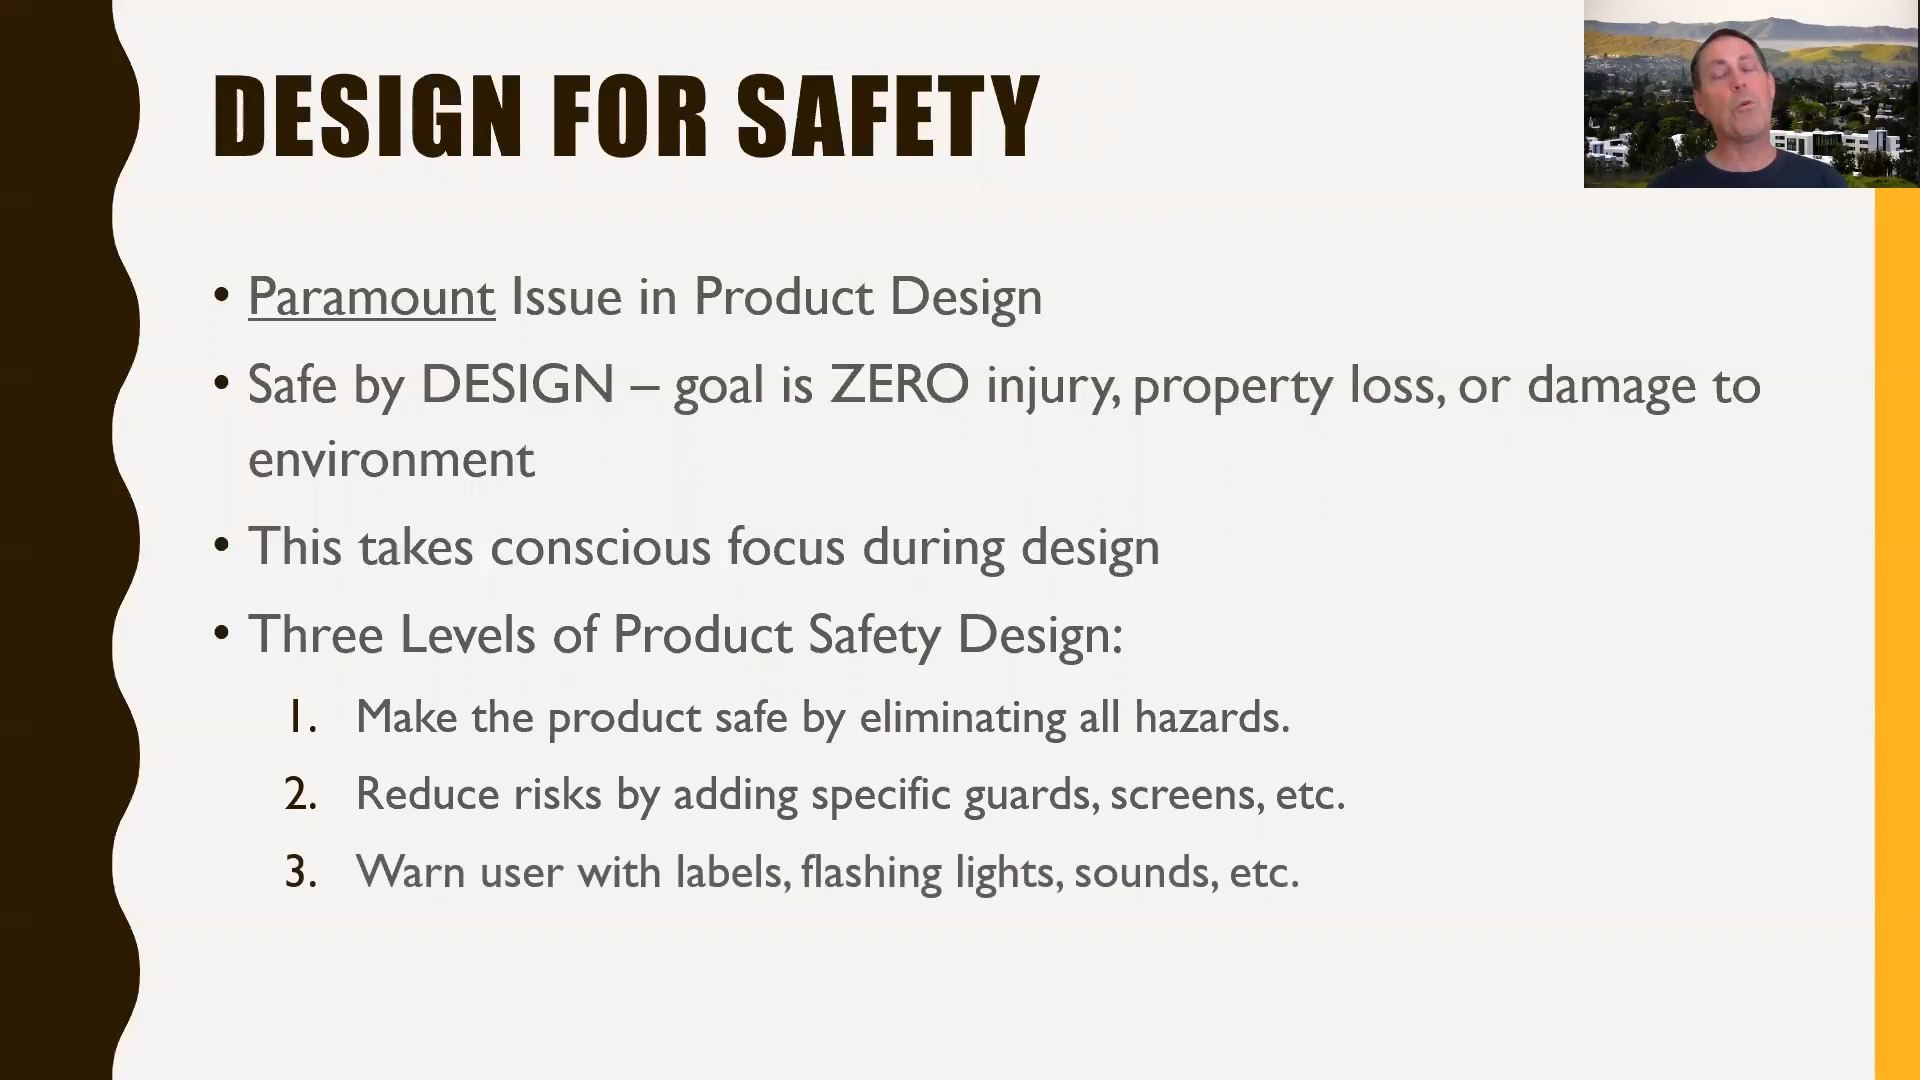 DESIGN FOR SAFETY
• Paramount Issue in Product Design
• Safe by DESIGN – goal is ZERO injury, property loss, or damage to
environment
• This takes conscious focus during design
• Three Levels of Product Safety Design:
1. Make the product safe by eliminating all hazards.
2. Reduce risks by adding specific guards, screens, etc.
3. Warn user with labels, flashing lights, sounds, etc.